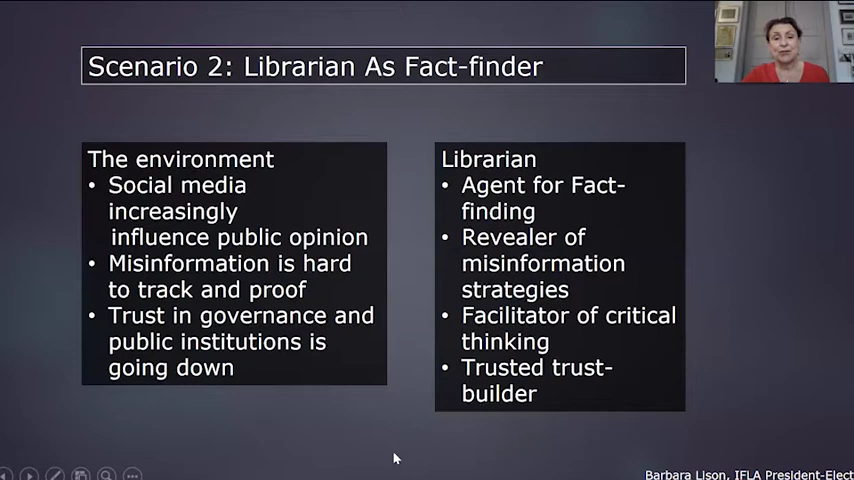 Scenario 2: Librarian As Fact-finder
The environment
• Social media
increasingly
influence public opinion
• Misinformation is hard
to track and proof
• Trust in governance and
public institutions is
going down
Librarian
• Agent for Fact-
finding
• Revealer of
misinformation
strategies
• Facilitator of critical
thinking
• Trusted trust-
builder
Barbara Lison, IFLA President-Elect